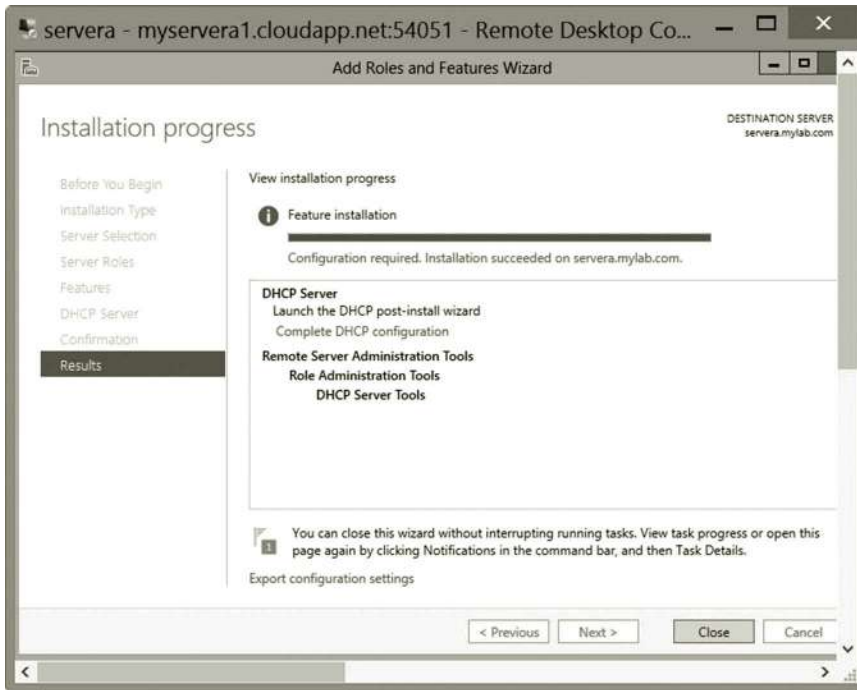 servera - myservera1.cloudapp.net:54051 - Remote Desktop Co...
Add Roles and Features Wizard
Installation progress
DESTINATION SERVER
servera.mylab.com
Before You Begin
Installation Type
Server Selection
Server Roles
Features
DHCP Server
Confirmation
Results
View installation progress
Feature installation
Configuration required. Installation succeeded on servera.mylab.com.
DHCP Server
Launch the DHCP post-install wizard
Complete DHCP configuration
Remote Server Administration Tools
Role Administration Tools
DHCP Server Tools
1
You can close this wizard without interrupting running tasks. View task progress or open this
page again by clicking Notifications in the command bar, and then Task Details.
Export configuration settings
< Previous
Next >
Close
Cancel